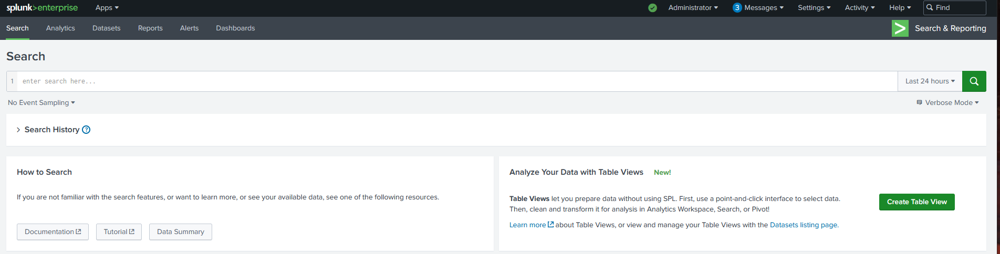 splunk>enterprise Apps Administrator 3 Messages Settings Activity Help Find
Search Analytics Datasets Reports Alerts Dashboards > Search & Reporting
Search
1 enter search here... Last 24 hours
No Event Sampling Verbose Mode
> Search History ?
How to Search
If you are not familiar with the search features, or want to learn more, or see your available data, see one of the following resources.
Documentation Tutorial Data Summary
Analyze Your Data with Table Views New!
Table Views let you prepare data without using SPL. First, use a point-and-click interface to select data.
Then, clean and transform it for analysis in Analytics Workspace, Search, or Pivot!
Create Table View
Learn more about Table Views, or view and manage your Table Views with the Datasets listing page.